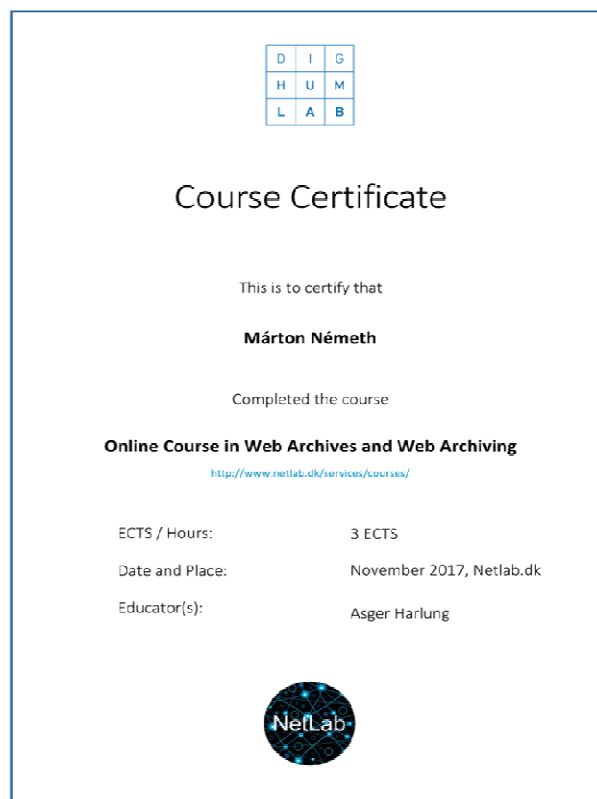 D I G
H U M
L A B
Course Certificate
This is to certify that
Márton Németh
Completed the course
Online Course in Web Archives and Web Archiving
http://www.netlab.dk/services/courses/
ECTS / Hours: 3 ECTS
Date and Place: November 2017, Netlab.dk
Educator(s): Asger Harlung
NetLab